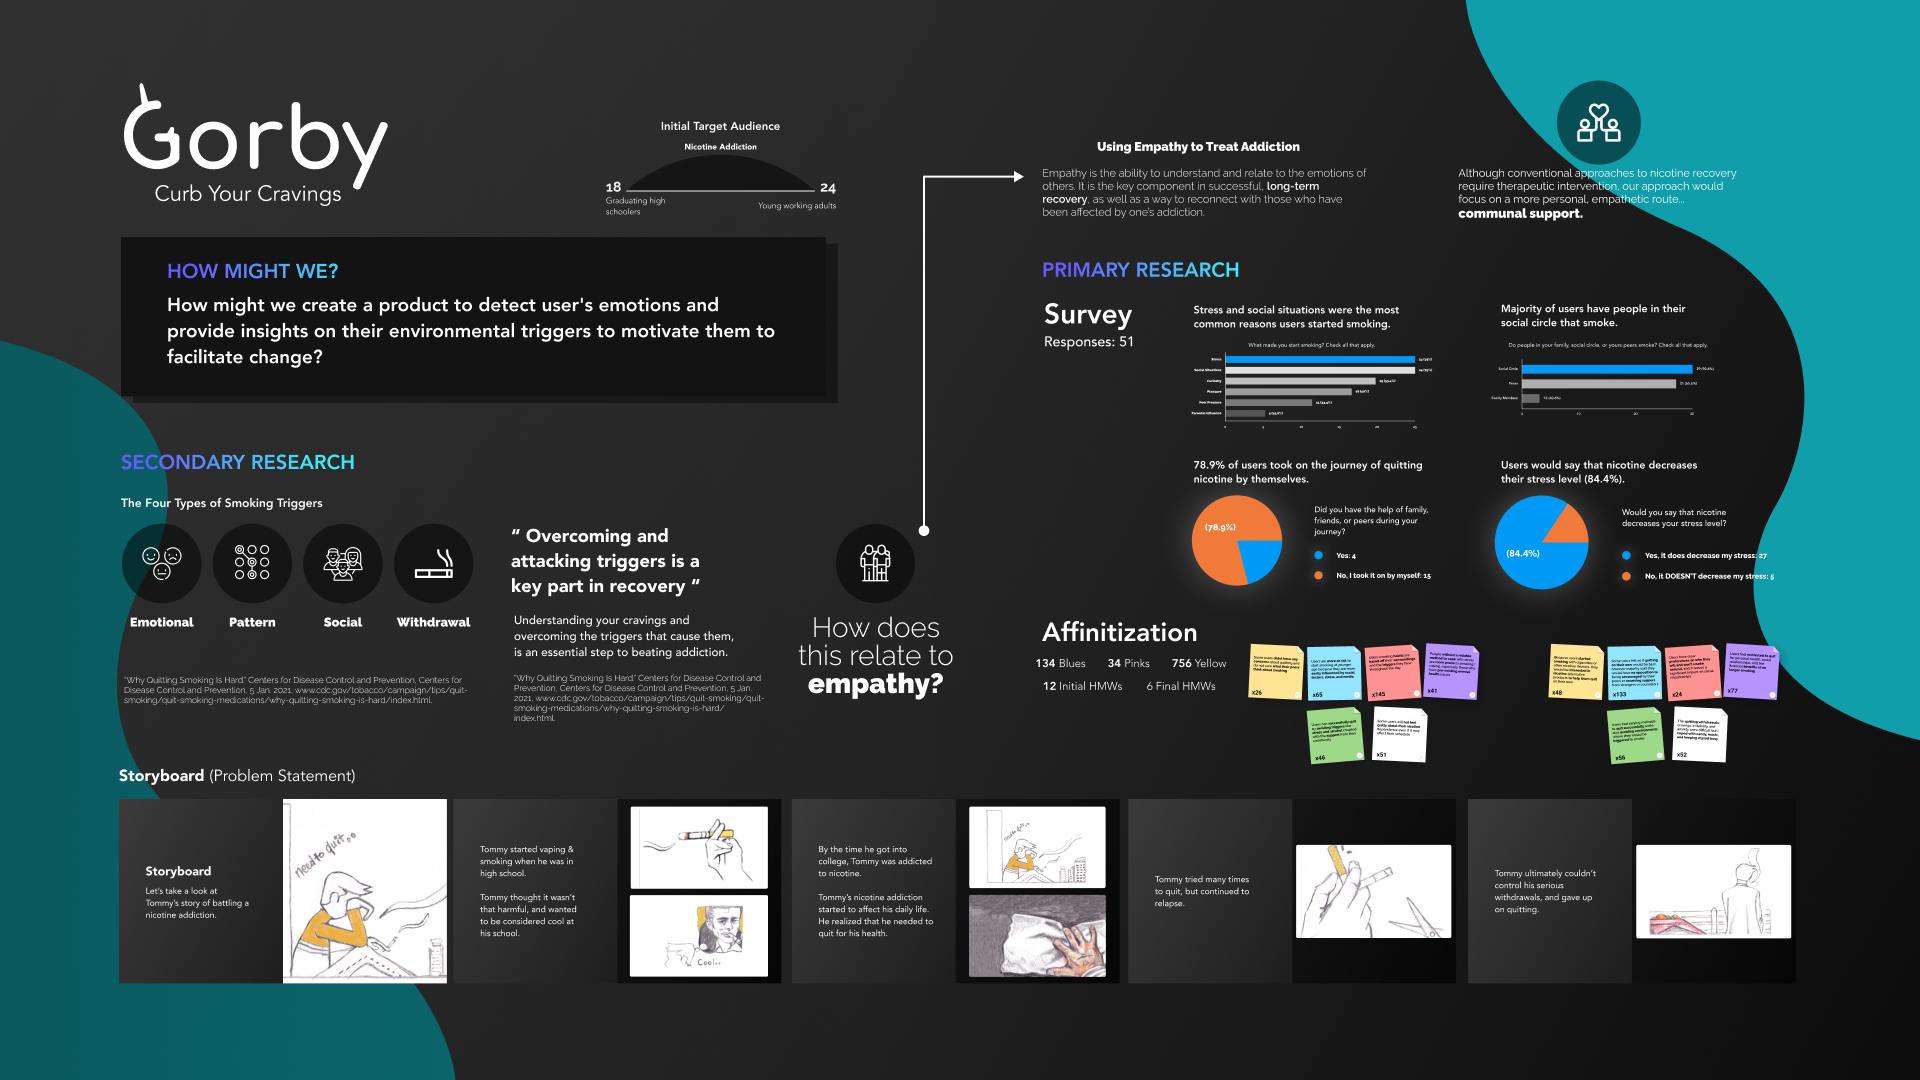 Gorby
Curb Your Cravings
Initial Target Audience
Nicotine Addiction
18
24
Graduating high
schoolers
Young working adults
HOW MIGHT WE?
How might we create a product to detect user's emotions and
provide insights on their environmental triggers to motivate them to
facilitate change?
SECONDARY RESEARCH
The Four Types of Smoking Triggers
Emotional
Pattern
Social
Withdrawal
"Why Quitting Smoking Is Hard." Centers for Disease Control and Prevention, Centers for
Disease Control and Prevention, 5 Jan. 2021, www.cdc.gov/tobacco/campaign/tips/quit-
smoking/quit-smoking-medications/why-quitting-smoking-is-hard/index.html.
“ Overcoming and
attacking triggers is a
key part in recovery “
Understanding your cravings and
overcoming the triggers that cause them,
is an essential step to beating addiction.
"Why Quitting Smoking Is Hard." Centers for Disease Control and
Prevention, Centers for Disease Control and Prevention, 5 Jan.
2021, www.cdc.gov/tobacco/campaign/tips/quit-smoking/quit-
smoking-medications/why-quitting-smoking-is-hard/
index.html.
How does
this relate to
empathy?
Using Empathy to Treat Addiction
Empathy is the ability to understand and relate to the emotions of
others. It is the key component in successful, long-term
recovery, as well as a way to reconnect with those who have
been affected by one's addiction.
Although conventional approaches to nicotine recovery
require therapeutic intervention, our approach would
focus on a more personal, empathetic route...
communal support.
PRIMARY RESEARCH
Survey
Responses: 51
Stress and social situations were the most
common reasons users started smoking.
What made you start smoking? Check all that apply.
Stress
Social Situations
Curiosity
Pleasure
Peer Pressure
Parental Influence
Majority of users have people in their
social circle that smoke.
Do people in your family, social circle, or yours peers smoke? Check all that apply.
Social Circle
Peers
Family Members
78.9% of users took on the journey of quitting
nicotine by themselves.
(78.9%)
Did you have the help of family,
friends, or peers during your
journey?
Yes: 4
No, I took it on by myself: 15
Users would say that nicotine decreases
their stress level (84.4%).
(84.4%)
Would you say that nicotine
decreases your stress level?
Yes, it does decrease my stress: 27
No, it DOESN'T decrease my stress: 5
Affinitization
134 Blues 34 Pinks 756 Yellow
12 Initial HMWs 6 Final HMWs
x26
x65
x145
x41
x46
x51
x48
x133
x24
x77
x56
x52
Storyboard (Problem Statement)
Storyboard
Let's take a look at
Tommy's story of battling a
nicotine addiction.
need to quit...
Tommy started vaping &
smoking when he was in
high school.
Tommy thought it wasn't
that harmful, and wanted
to be considered cool at
his school.
Cool..
By the time he got into
college, Tommy was addicted
to nicotine.
Tommy's nicotine addiction
started to affect his daily life.
He realized that he needed to
quit for his health.
need to quit...
Tommy tried many times
to quit, but continued to
relapse.
Tommy ultimately couldn't
control his serious
withdrawals, and gave up
on quitting.